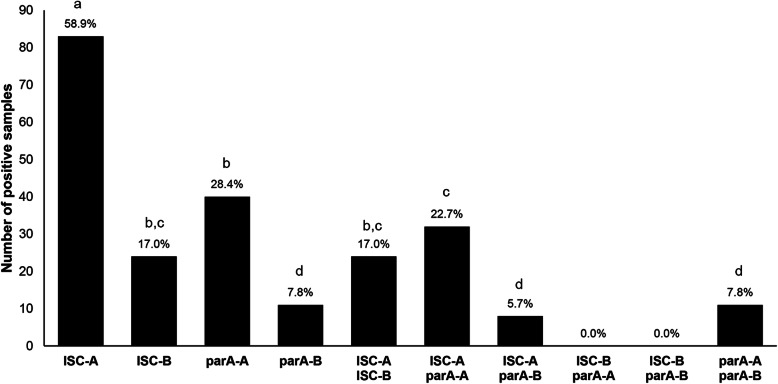 Number of positive samples
90
80
70
60
50
40
30
20
10
0
a
58.9%
b,c
17.0%
b
28.4%
d
7.8%
b,c
17.0%
c
22.7%
d
5.7%
0.0%
0.0%
d
7.8%
ISC-A
ISC-B
parA-A
parA-B
ISC-A
ISC-B
ISC-A
parA-A
ISC-A
parA-B
ISC-B
parA-A
ISC-B
parA-B
parA-A
parA-B